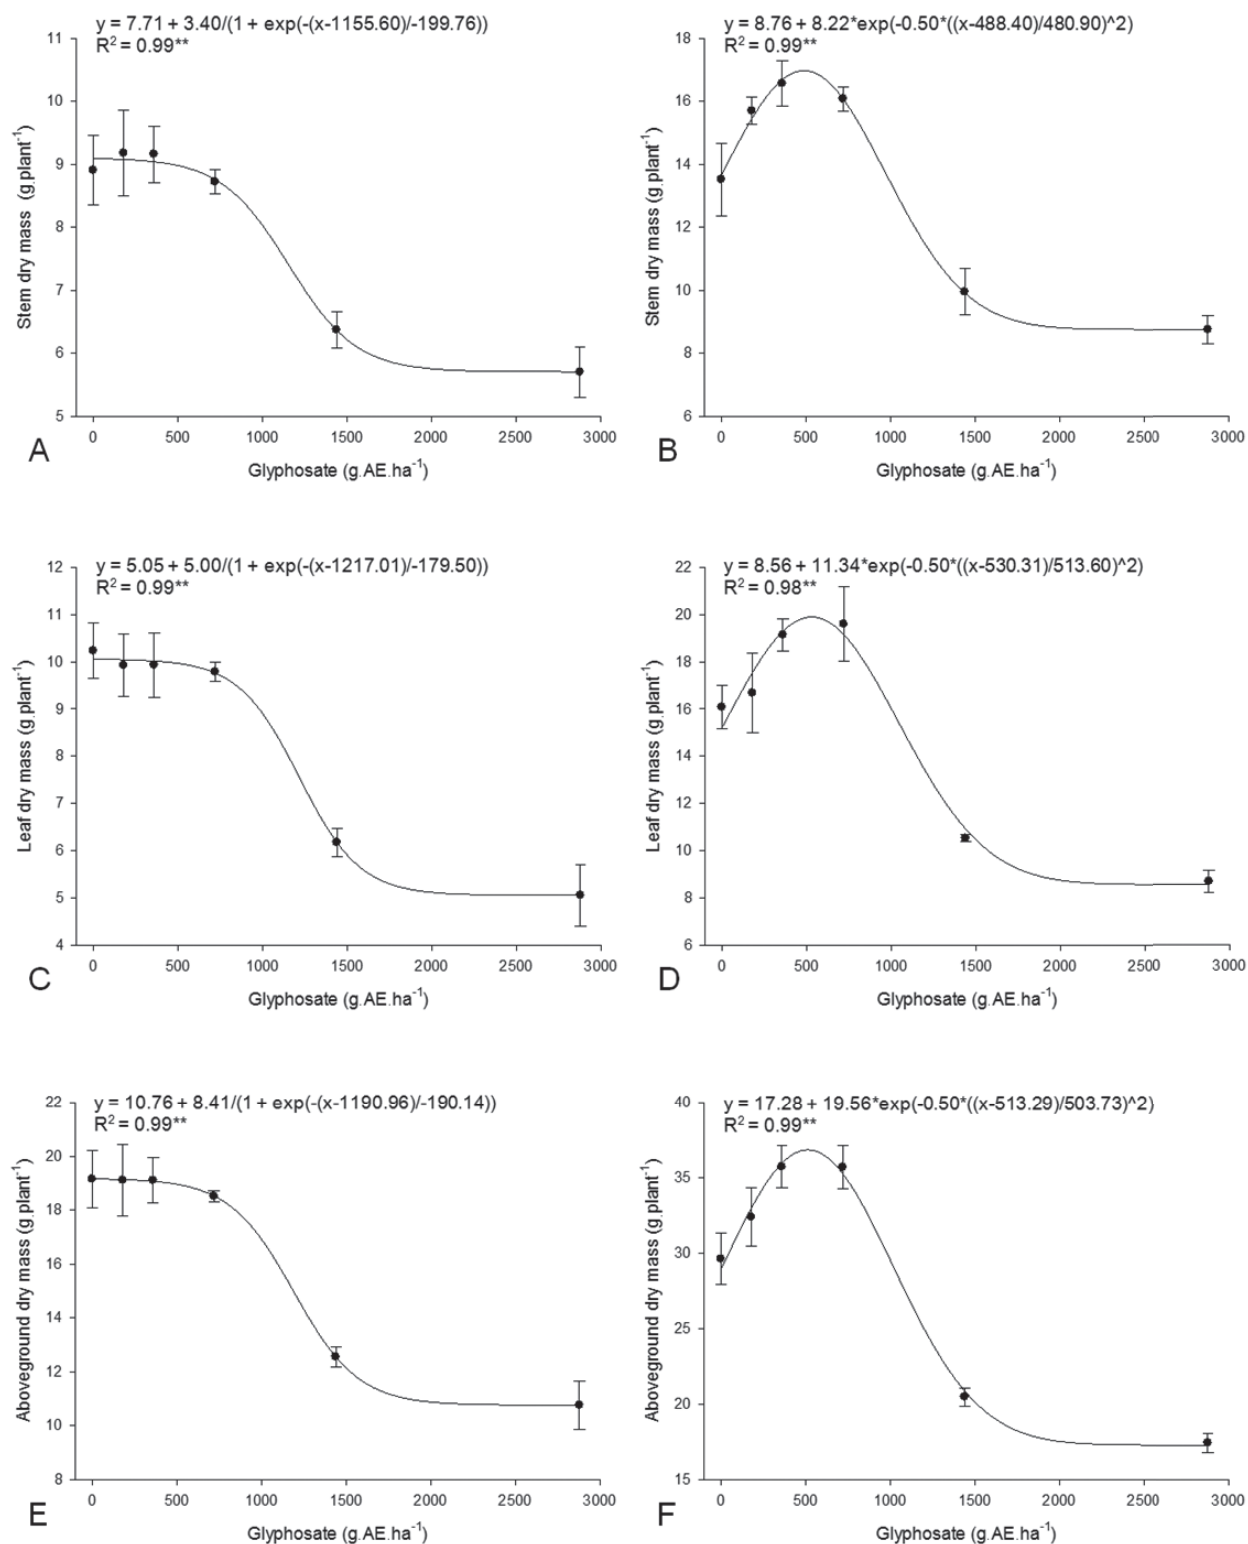 y = 7.71 + 3.40/(1 + exp(-(x-1155.60)/-199.76))
R² = 0.99**
11
10
9
8
7
6
5
Stem dry mass (g.plant⁻¹)
0 500 1000 1500 2000 2500 3000
A
Glyphosate (g.AE.ha⁻¹)
y = 8.76 + 8.22*exp(-0.50*((x-488.40)/480.90)^2)
R² = 0.99**
18
16
14
12
10
8
6
Stem dry mass (g.plant⁻¹)
0 500 1000 1500 2000 2500 3000
B
Glyphosate (g.AE.ha⁻¹)
y = 5.05 + 5.00/(1 + exp(-(x-1217.01)/-179.50))
R² = 0.99**
12
11
10
9
8
7
6
5
4
Leaf dry mass (g.plant⁻¹)
0 500 1000 1500 2000 2500 3000
C
Glyphosate (g.AE.ha⁻¹)
y = 8.56 + 11.34*exp(-0.50*((x-530.31)/513.60)^2)
R² = 0.98**
22
20
18
16
14
12
10
8
6
Leaf dry mass (g.plant⁻¹)
0 500 1000 1500 2000 2500 3000
D
Glyphosate (g.AE.ha⁻¹)
y = 10.76 + 8.41/(1 + exp(-(x-1190.96)/-190.14))
R² = 0.99**
22
20
18
16
14
12
10
8
Aboveground dry mass (g.plant⁻¹)
0 500 1000 1500 2000 2500 3000
E
Glyphosate (g.AE.ha⁻¹)
y = 17.28 + 19.56*exp(-0.50*((x-513.29)/503.73)^2)
R² = 0.99**
40
35
30
25
20
15
Aboveground dry mass (g.plant⁻¹)
0 500 1000 1500 2000 2500 3000
F
Glyphosate (g.AE.ha⁻¹)